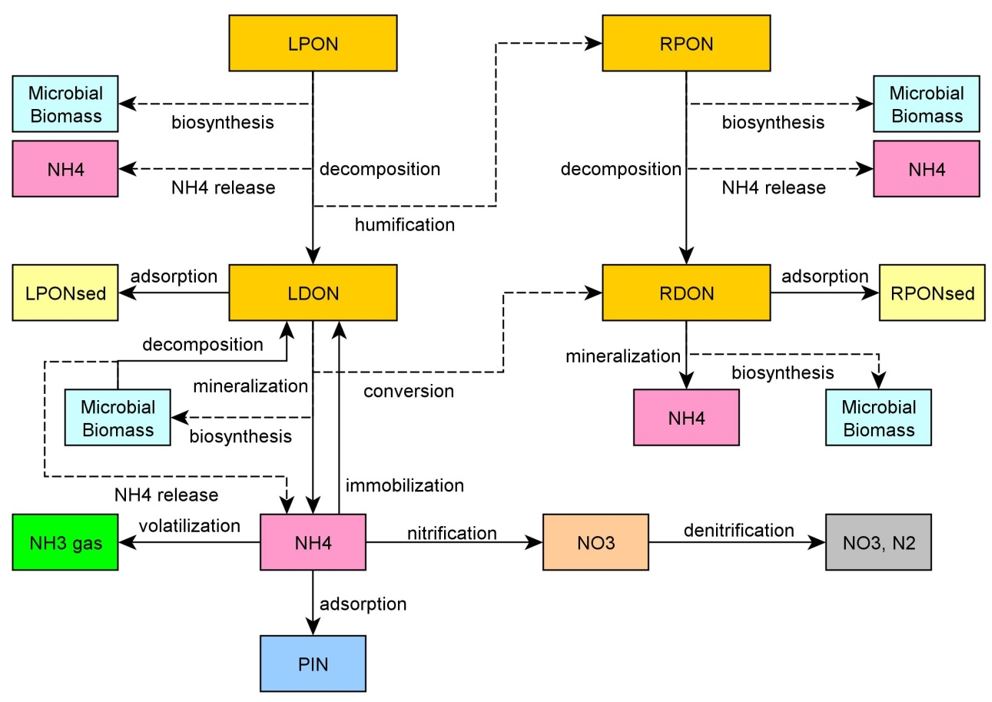 LPON
RPON
Microbial
Biomass
biosynthesis
NH4
NH4 release
decomposition
humification
decomposition
biosynthesis
Microbial
Biomass
NH4 release
NH4
LPONsed
adsorption
LDON
RDON
adsorption
RPONsed
decomposition
mineralization
conversion
mineralization
biosynthesis
Microbial
Biomass
biosynthesis
NH4
Microbial
Biomass
NH4 release
immobilization
NH3 gas
volatilization
NH4
nitrification
NO3
denitrification
NO3, N2
adsorption
PIN